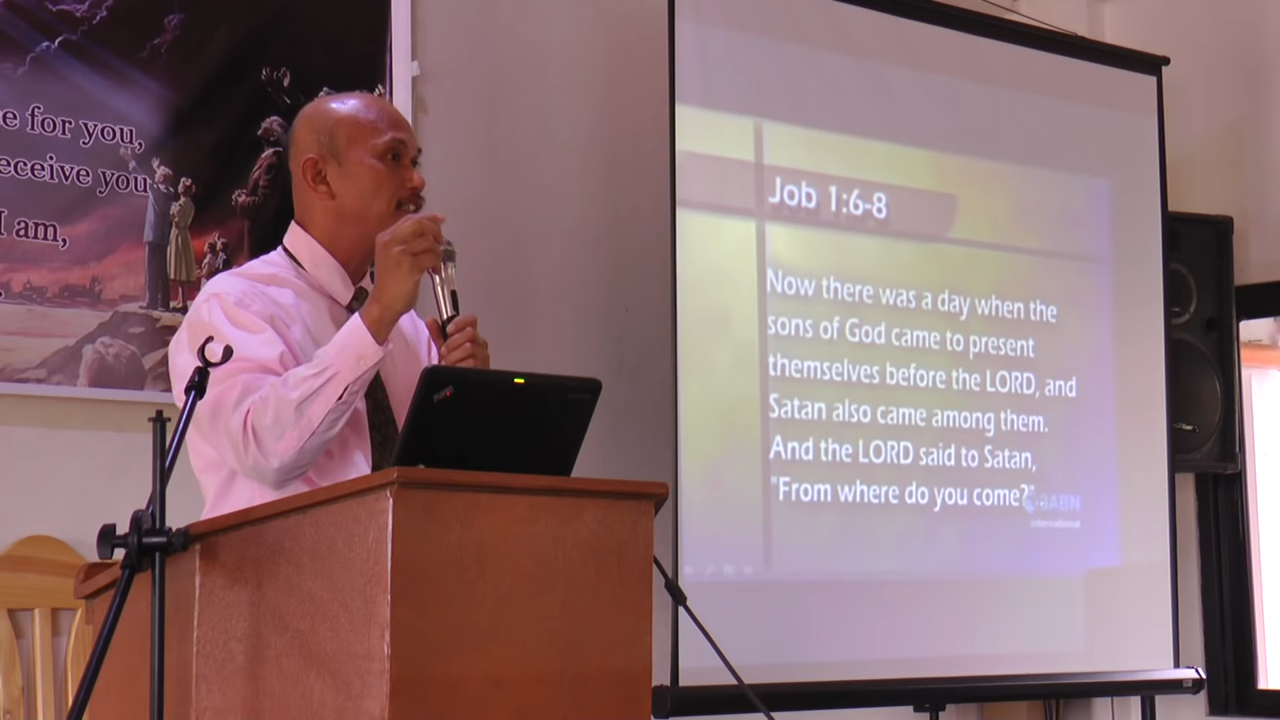 e for you,
eceive you
I am,
Job 1:6-8
Now there was a day when the
sons of God came to present
themselves before the LORD, and
Satan also came among them.
And the LORD said to Satan,
"From where do you come?"
3ABN
International